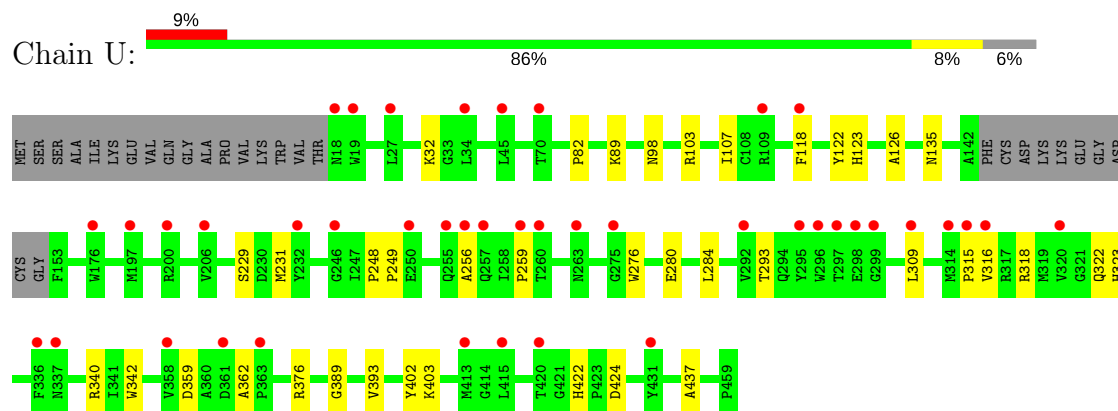 9%
Chain U:
86% 8% 6%
MET SER SER ALA ILE LYS GLU VAL GLN GLY ALA PRO VAL LYS TRP VAL THR N18 W19 L27 K32 G33 L34 L45 T70 P82 K89 N98 R103 I107 C108 R109 F118 Y122 H123 A126 N135 A142 PHE CYS ASP LYS LYS GLU GLY ASP
CYS GLY F153 W176 M197 R200 V206 S229 D230 M231 Y232 G246 I247 P248 P249 E250 Q255 A256 Q257 I258 P259 T260 N263 G275 W276 E280 L284 V292 T293 Q294 Y295 W296 T297 E298 G299 L309 M314 P315 V316 R317 R318 M319 V320 G321 Q322 H323
F336 N337 R340 I341 W342 V358 D359 A360 D361 A362 P363 R376 G389 V393 Y402 K403 M413 G414 L415 T420 G421 H422 P423 D424 Y431 A437 P459